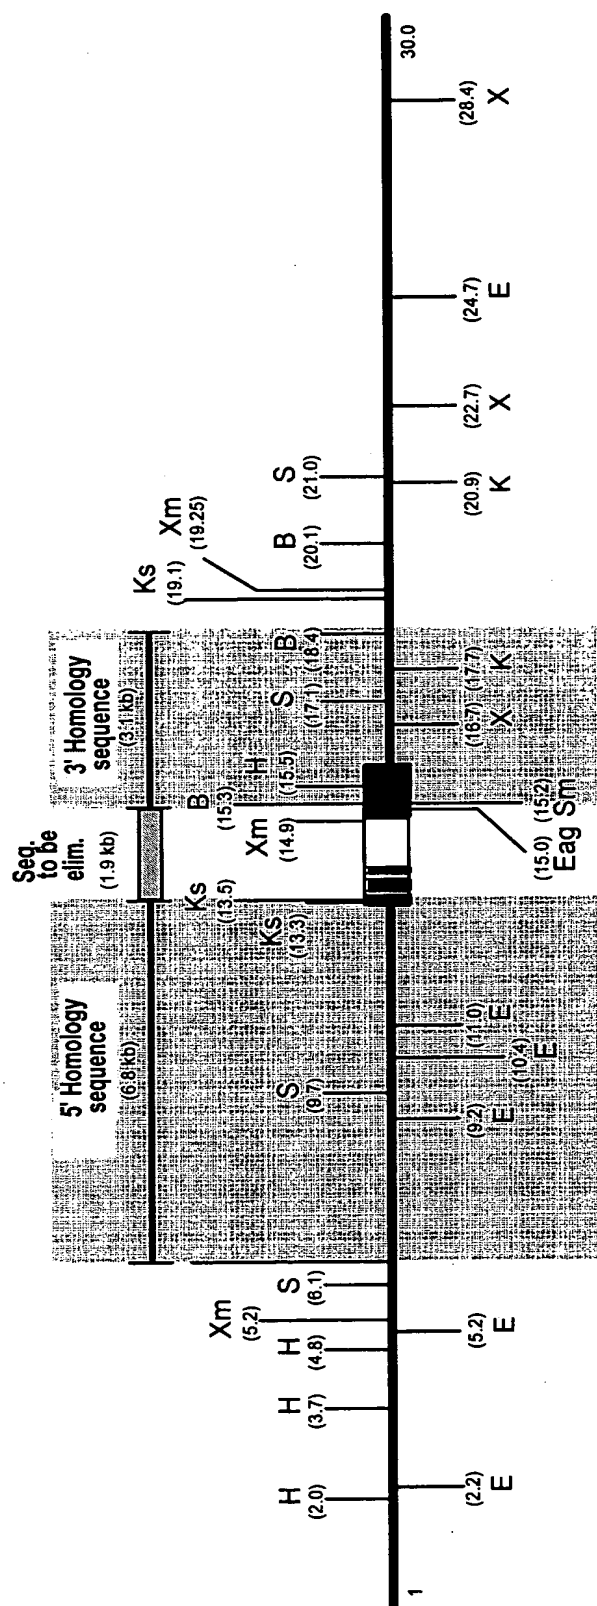 Seq.
to be
elim.
(1.9 kb)
5' Homology
sequence
(6.8 kb)
3' Homology
sequence
(3.1 kb)
H
(2.0)
H
(3.7)
H
(4.8)
Xm
(5.2)
S
(6.1)
S
(9.7)
Ks
(13.3)
Ks
(13.5)
Xm
(14.9)
B
(15.3)
H
(15.5)
S
(17.1)
B
(18.4)
Ks
(19.1)
Xm
(19.25)
B
(20.1)
S
(21.0)
1
30.0
(2.2)
E
(5.2)
E
(9.2)
E
(10.4)
E
(11.0)
E
(15.0)
Eag
(15.2)
Sm
(16.7)
X
(17.7)
K
(20.9)
K
(22.7)
X
(24.7)
E
(28.4)
X